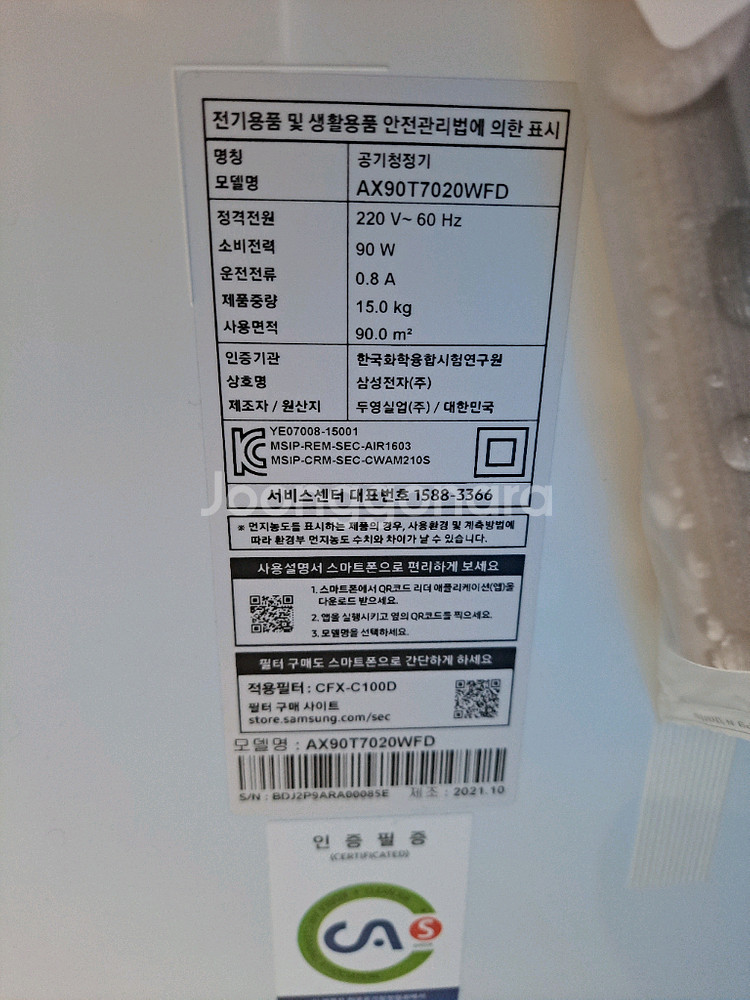 전기용품 및 생활용품 안전관리법에 의한 표시
명칭 공기청정기
모델명 AX90T7020WFD
정격전원 220 V~ 60 Hz
소비전력 90 W
운전전류 0.8 A
제품중량 15.0 kg
사용면적 90.0 m²
인증기관 한국화학융합시험연구원
상호명 삼성전자(주)
제조자 / 원산지 두영실업(주) / 대한민국
YE07008-15001
MSIP-REM-SEC-AIR1603
MSIP-CRM-SEC-CWAM210S
서비스센터 대표번호 1588-3366
Joonggonara
※ 먼지농도를 표시하는 제품의 경우, 사용환경 및 계측방법에
따라 환경부 먼지농도 수치와 차이가 날 수 있습니다.
사용설명서 스마트폰으로 편리하게 보세요
1. 스마트폰에서 QR코드 리더 애플리케이션(앱)을
다운로드 받으세요.
2. 앱을 실행시키고 옆의 QR코드를 찍으세요.
3. 모델명을 선택하세요.
필터 구매도 스마트폰으로 간단하게 하세요
적용필터 : CFX-C100D
필터 구매 사이트
store.samsung.com/sec
모델명 : AX90T7020WFD
S/N : BDJ2P9ARA00085E 제조 : 2021.10
인증필증
(CERTIFICATED)
CA S